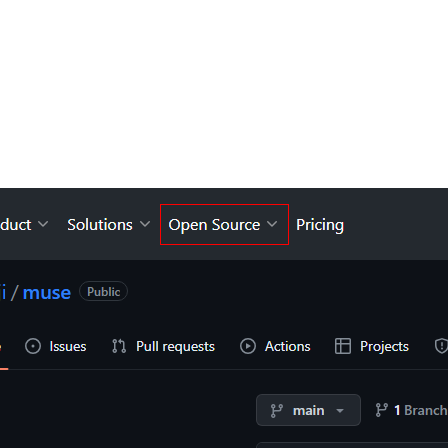 duct Solutions Open Source Pricing
i / muse Public
Issues Pull requests Actions Projects
main 1 Branch